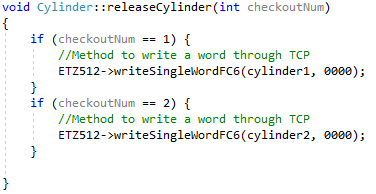 void Cylinder::releaseCylinder(int checkoutNum)
{
    if (checkoutNum == 1) {
        //Method to write a word through TCP
        ETZ512->writeSingleWordFC6(cylinder1, 0000);
    }
    if (checkoutNum == 2) {
        //Method to write a word through TCP
        ETZ512->writeSingleWordFC6(cylinder2, 0000);
    }
}